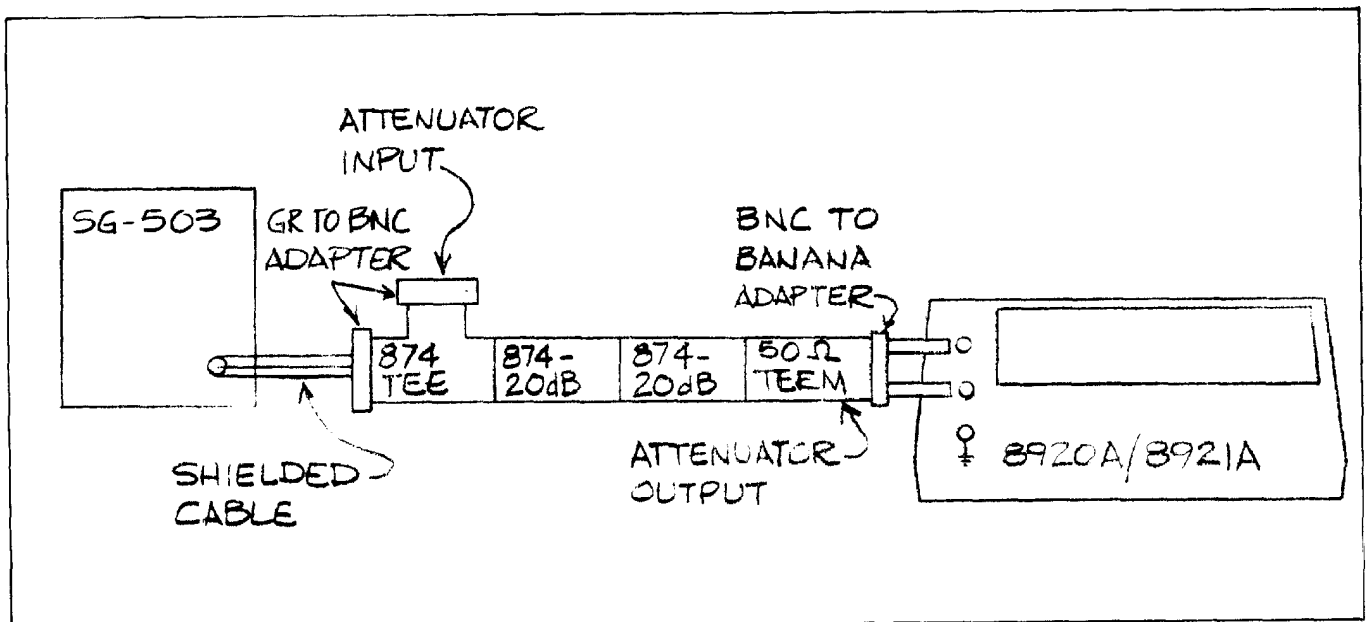 ATTENUATOR
INPUT
SG-503
GR TO BNC
ADAPTER
BNC TO
BANANA
ADAPTER
874
TEE
874-
20dB
874-
20dB
50Ω
TEEM
SHIELDED
CABLE
ATTENUATOR
OUTPUT
8920A/8921A